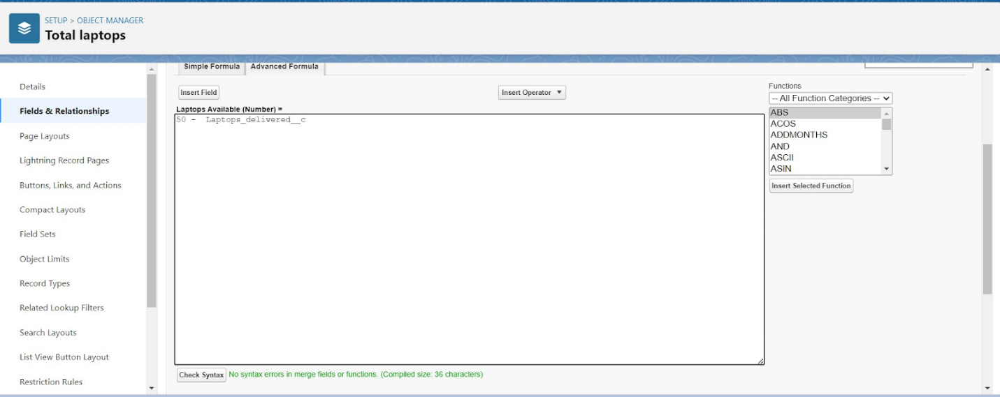 SETUP > OBJECT MANAGER
Total laptops
Details
Fields & Relationships
Page Layouts
Lightning Record Pages
Buttons, Links, and Actions
Compact Layouts
Field Sets
Object Limits
Record Types
Related Lookup Filters
Search Layouts
List View Button Layout
Restriction Rules
Simple Formula
Advanced Formula
Insert Field
Insert Operator
Laptops Available (Number) =
50 -  Laptops_delivered__c
Functions
-- All Function Categories --
ABS
ACOS
ADDMONTHS
AND
ASCII
ASIN
Insert Selected Function
Check Syntax
No syntax errors in merge fields or functions. (Compiled size: 36 characters)